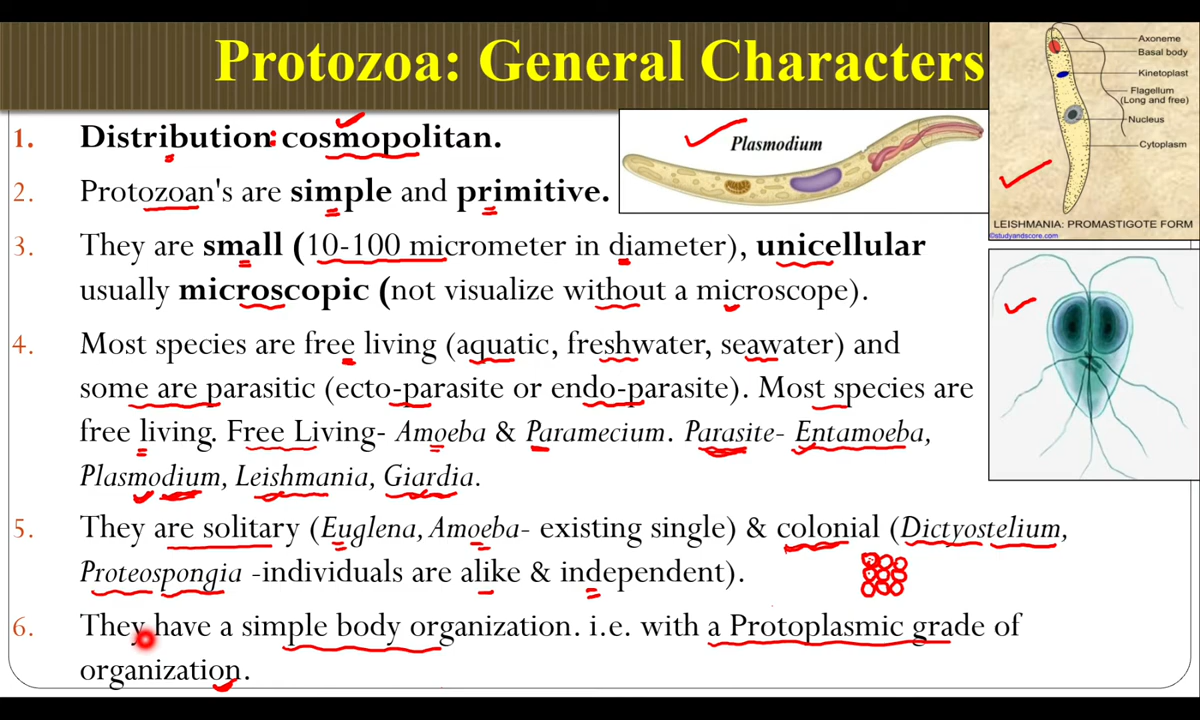 Protozoa: General Characters
1. Distribution: cosmopolitan.
2. Protozoan's are simple and primitive.
3. They are small (10-100 micrometer in diameter), unicellular
usually microscopic (not visualize without a microscope).
4. Most species are free living (aquatic, freshwater, seawater) and
some are parasitic (ecto-parasite or endo-parasite). Most species are
free living. Free Living- Amoeba & Paramecium. Parasite- Entamoeba,
Plasmodium, Leishmania, Giardia.
5. They are solitary (Euglena, Amoeba- existing single) & colonial (Dictyostelium,
Proteospongia -individuals are alike & independent).
6. They have a simple body organization. i.e. with a Protoplasmic grade of
organization.
Plasmodium
Axoneme
Basal body
Kinetoplast
Flagellum
(Long and free)
Nucleus
Cytoplasm
LEISHMANIA: PROMASTIGOTE FORM
©studyandscore.com